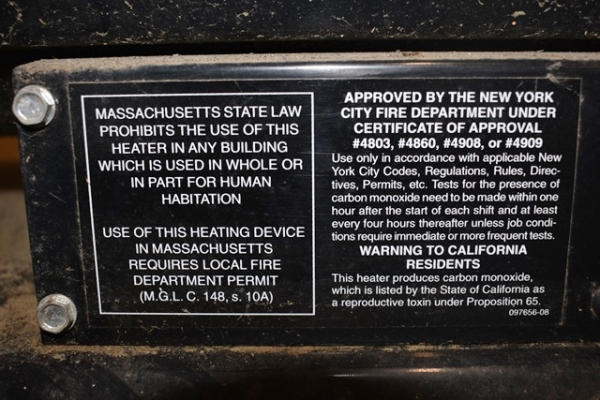 MASSACHUSETTS STATE LAW
PROHIBITS THE USE OF THIS
HEATER IN ANY BUILDING
WHICH IS USED IN WHOLE OR
IN PART FOR HUMAN
HABITATION
USE OF THIS HEATING DEVICE
IN MASSACHUSETTS
REQUIRES LOCAL FIRE
DEPARTMENT PERMIT
(M.G.L. C. 148, s. 10A)
APPROVED BY THE NEW YORK
CITY FIRE DEPARTMENT UNDER
CERTIFICATE OF APPROVAL
#4803, #4860, #4908, or #4909
Use only in accordance with applicable New
York City Codes, Regulations, Rules, Direc-
tives, Permits, etc. Tests for the presence of
carbon monoxide need to be made within one
hour after the start of each shift and at least
every four hours thereafter unless job condi-
tions require immediate or more frequent tests.
WARNING TO CALIFORNIA
RESIDENTS
This heater produces carbon monoxide,
which is listed by the State of California as
a reproductive toxin under Proposition 65.
097656-08